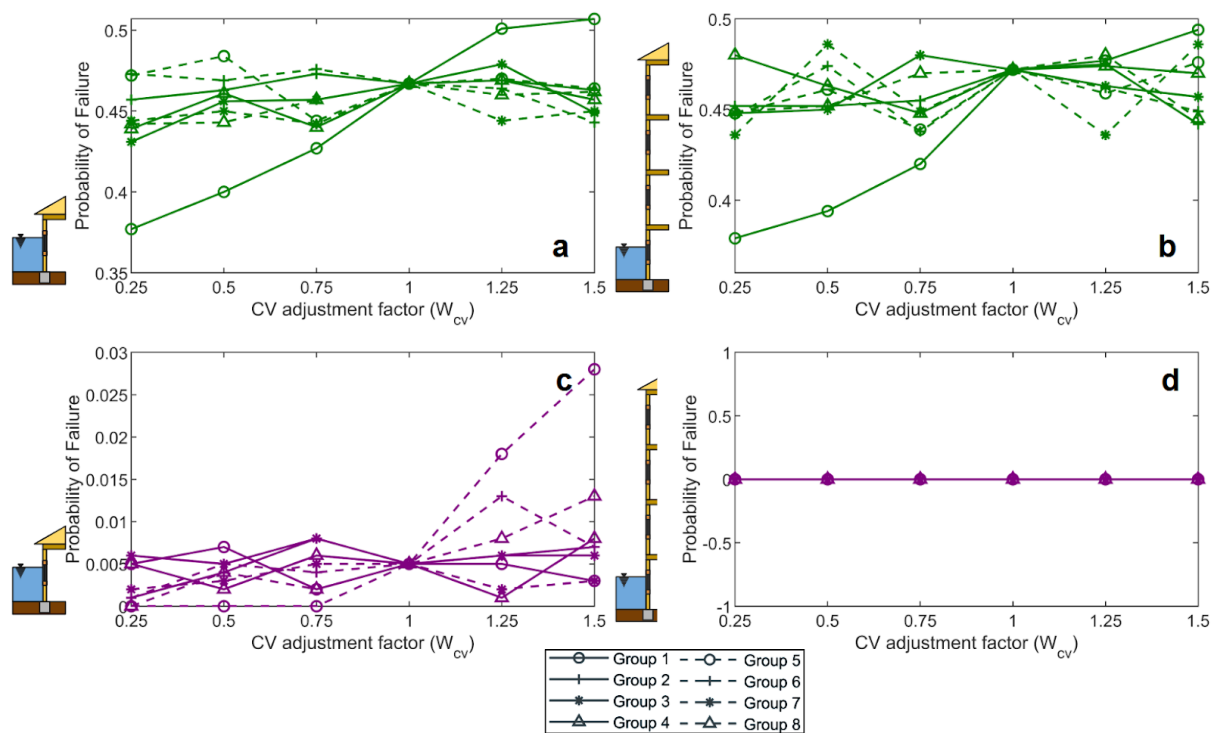 0.5
0.45
0.4
0.35
Probability of Failure
a
0.25 0.5 0.75 1 1.25 1.5
CV adjustment factor (W_cv)
0.5
0.45
0.4
Probability of Failure
b
0.25 0.5 0.75 1 1.25 1.5
CV adjustment factor (W_cv)
0.03
0.025
0.02
0.015
0.01
0.005
0
Probability of Failure
c
0.25 0.5 0.75 1 1.25 1.5
CV adjustment factor (W_cv)
1
0.5
0
-0.5
-1
Probability of Failure
d
0.25 0.5 0.75 1 1.25 1.5
CV adjustment factor (W_cv)
Group 1 Group 5
Group 2 Group 6
Group 3 Group 7
Group 4 Group 8